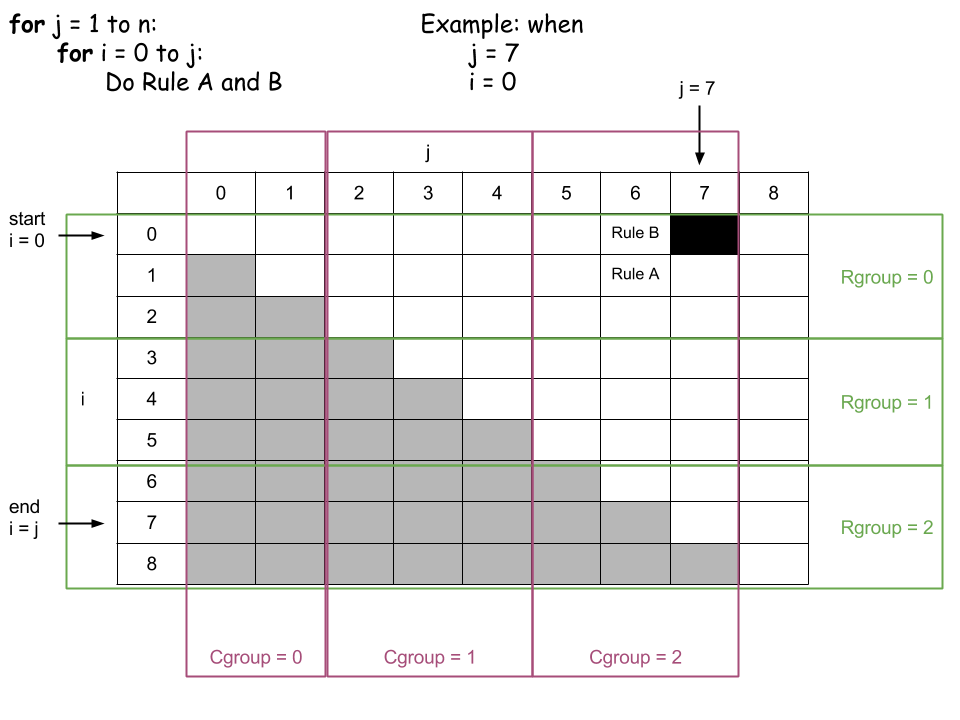 for j = 1 to n:
for i = 0 to j:
Do Rule A and B
Example: when
j = 7
i = 0
j = 7
j
0 1 2 3 4 5 6 7 8
start
i = 0
0 Rule B
1 Rule A
Rgroup = 0
2
3
i
4
Rgroup = 1
5
6
end
i = j
7
Rgroup = 2
8
Cgroup = 0 Cgroup = 1 Cgroup = 2